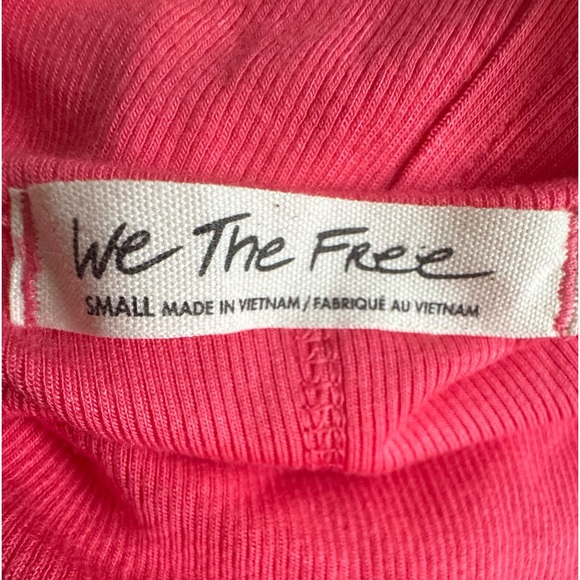 We The Free
SMALL MADE IN VIETNAM / FABRIQUÉ AU VIETNAM